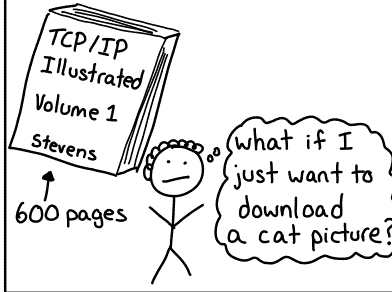 TCP/IP
Illustrated
Volume 1
Stevens
600 pages
what if I
just want to
download
a cat picture?